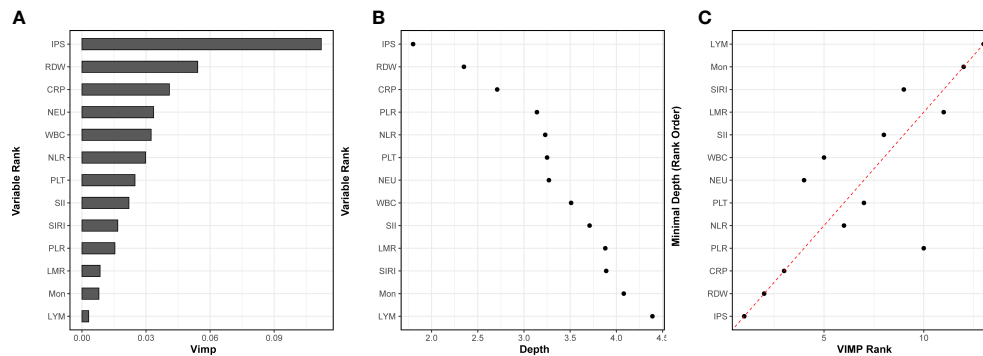 A
Variable Rank
IPS
RDW
CRP
NEU
WBC
NLR
PLT
SII
SIRI
PLR
LMR
Mon
LYM
0.00 0.03 0.06 0.09
Vimp
B
Variable Rank
IPS
RDW
CRP
PLR
NLR
PLT
NEU
WBC
SII
LMR
SIRI
Mon
LYM
2.0 2.5 3.0 3.5 4.0 4.5
Depth
C
Minimal Depth (Rank Order)
LYM
Mon
SIRI
LMR
SII
WBC
NEU
PLT
NLR
PLR
CRP
RDW
IPS
5 10
VIMP Rank